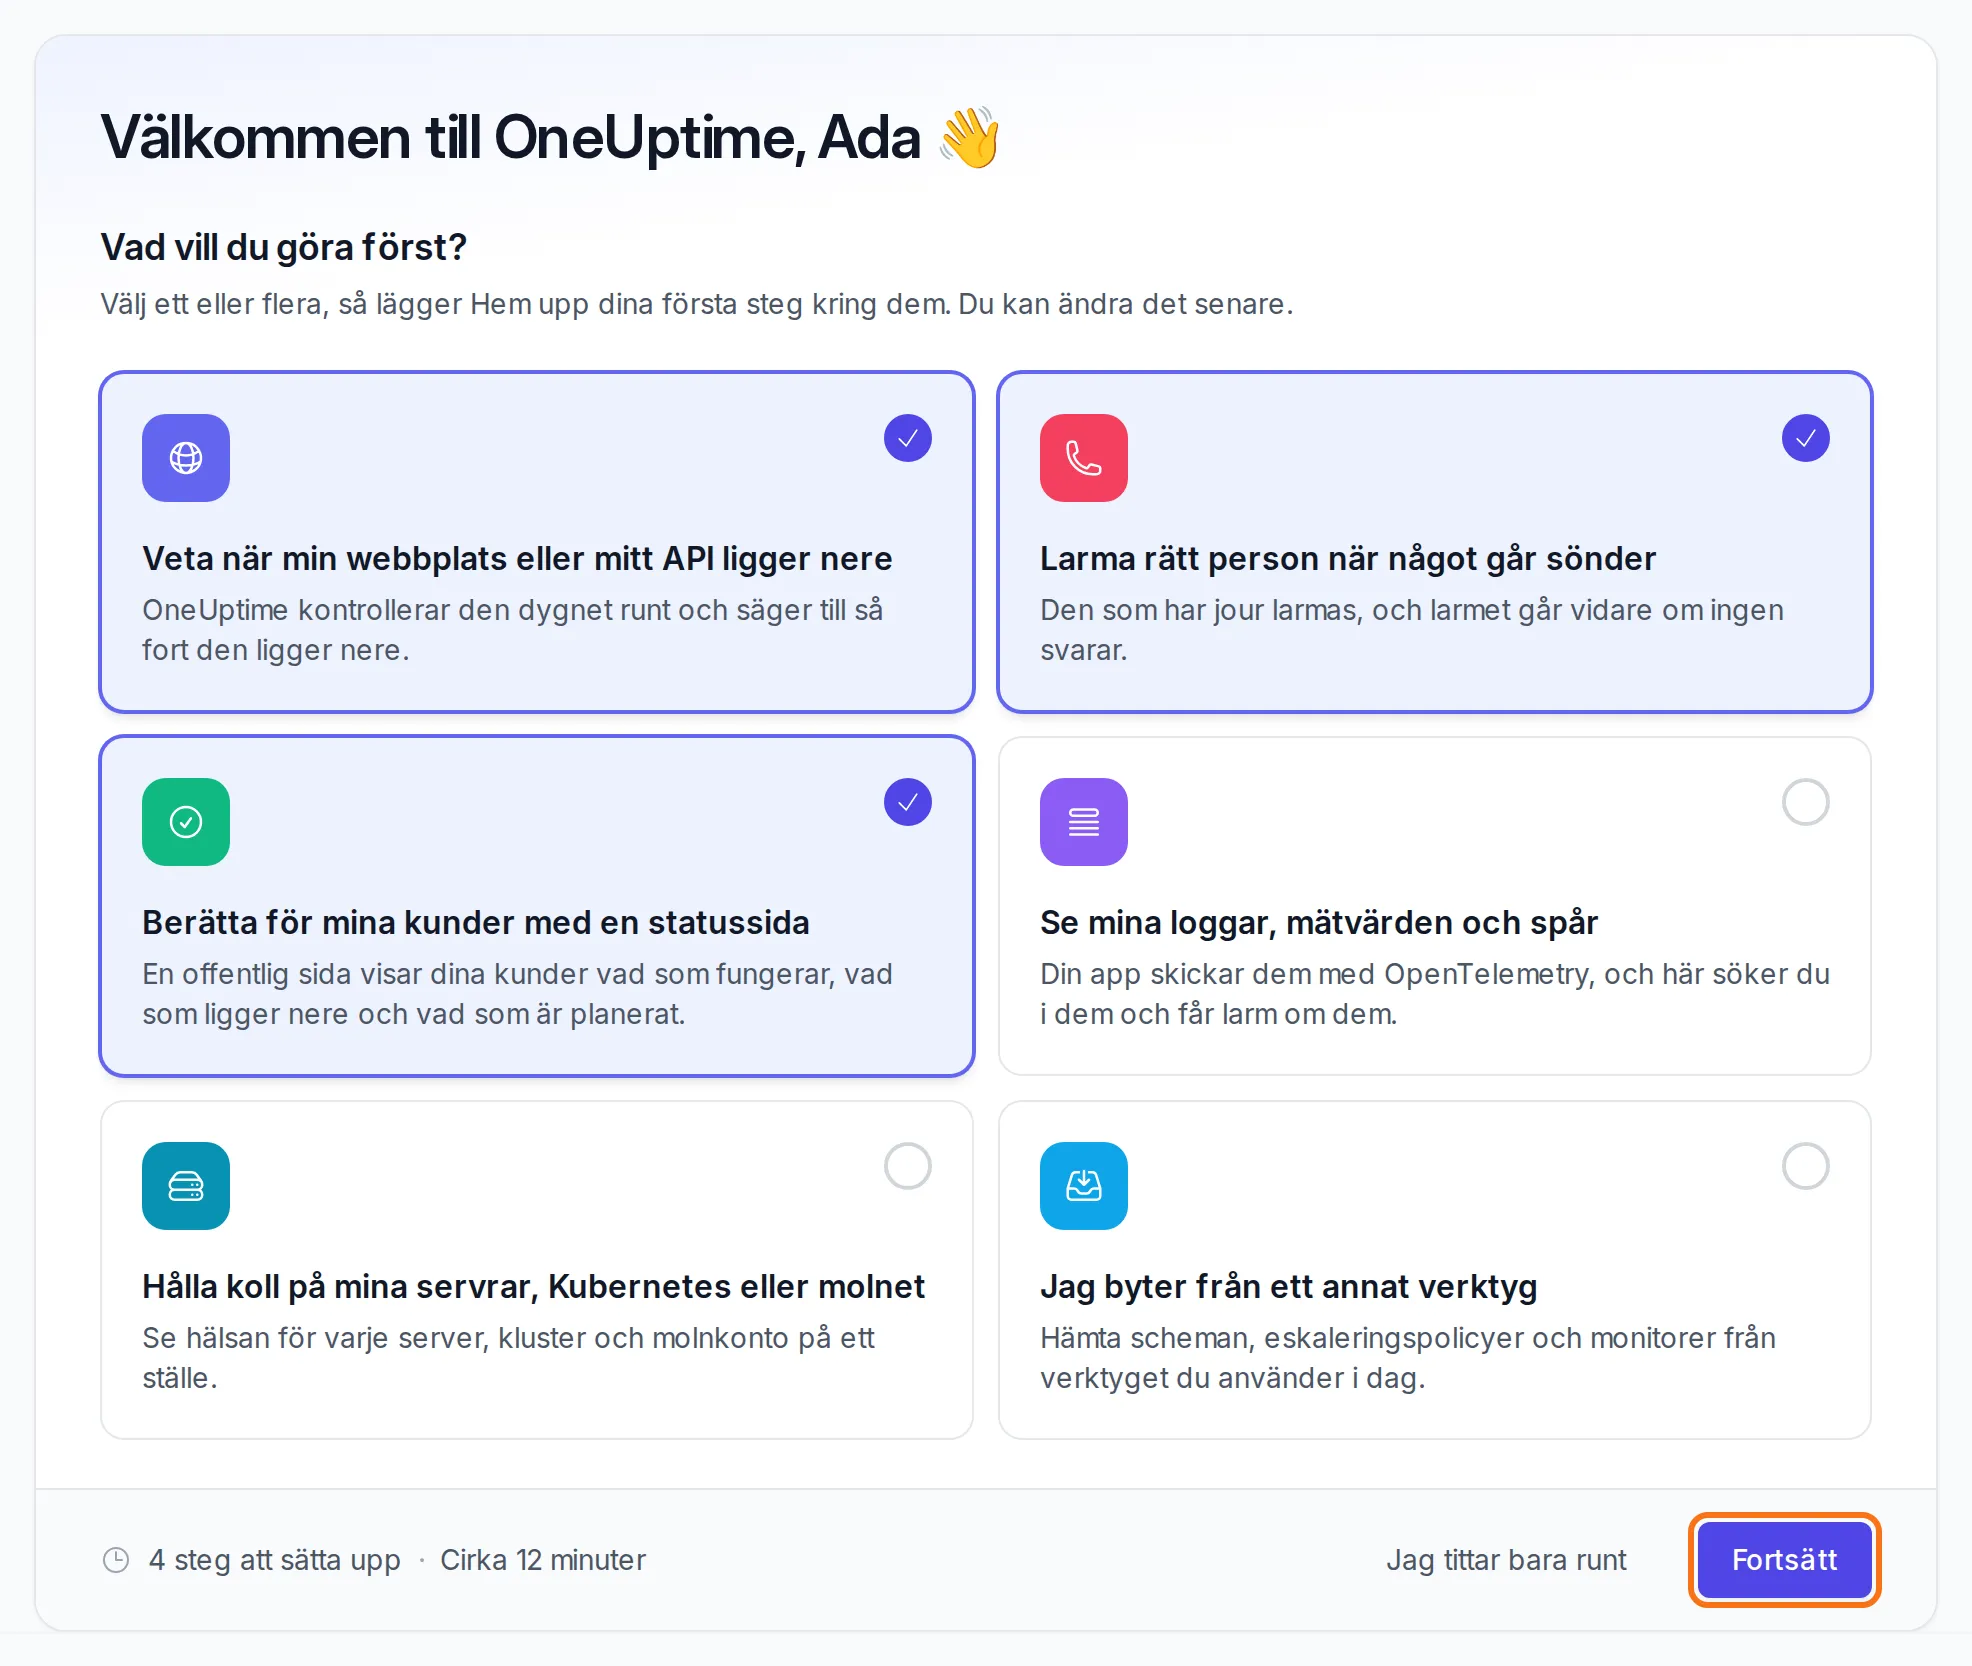 Välkommen till OneUptime, Ada 👋
Vad vill du göra först?
Välj ett eller flera, så lägger Hem upp dina första steg kring dem. Du kan ändra det senare.
Veta när min webbplats eller mitt API ligger nere
OneUptime kontrollerar den dygnet runt och säger till så
fort den ligger nere.
Larma rätt person när något går sönder
Den som har jour larmas, och larmet går vidare om ingen
svarar.
Berätta för mina kunder med en statussida
En offentlig sida visar dina kunder vad som fungerar, vad
som ligger nere och vad som är planerat.
Se mina loggar, mätvärden och spår
Din app skickar dem med OpenTelemetry, och här söker du
i dem och får larm om dem.
Hålla koll på mina servrar, Kubernetes eller molnet
Se hälsan för varje server, kluster och molnkonto på ett
ställe.
Jag byter från ett annat verktyg
Hämta scheman, eskaleringspolicyer och monitorer från
verktyget du använder i dag.
4 steg att sätta upp · Cirka 12 minuter
Jag tittar bara runt
Fortsätt